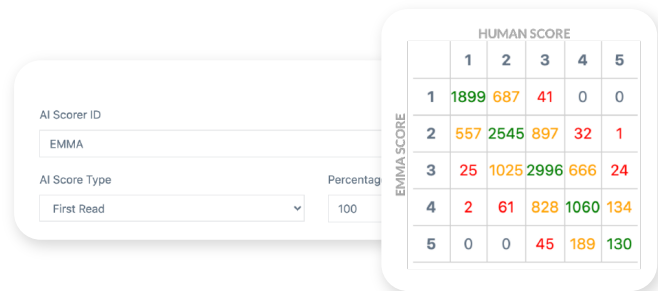 AI Scorer ID
EMMA
AI Score Type
First Read
Percentag
100
HUMAN SCORE
EMMA SCORE
1 2 3 4 5
1 1899 687 41 0 0
2 557 2545 897 32 1
3 25 1025 2996 666 24
4 2 61 828 1060 134
5 0 0 45 189 130